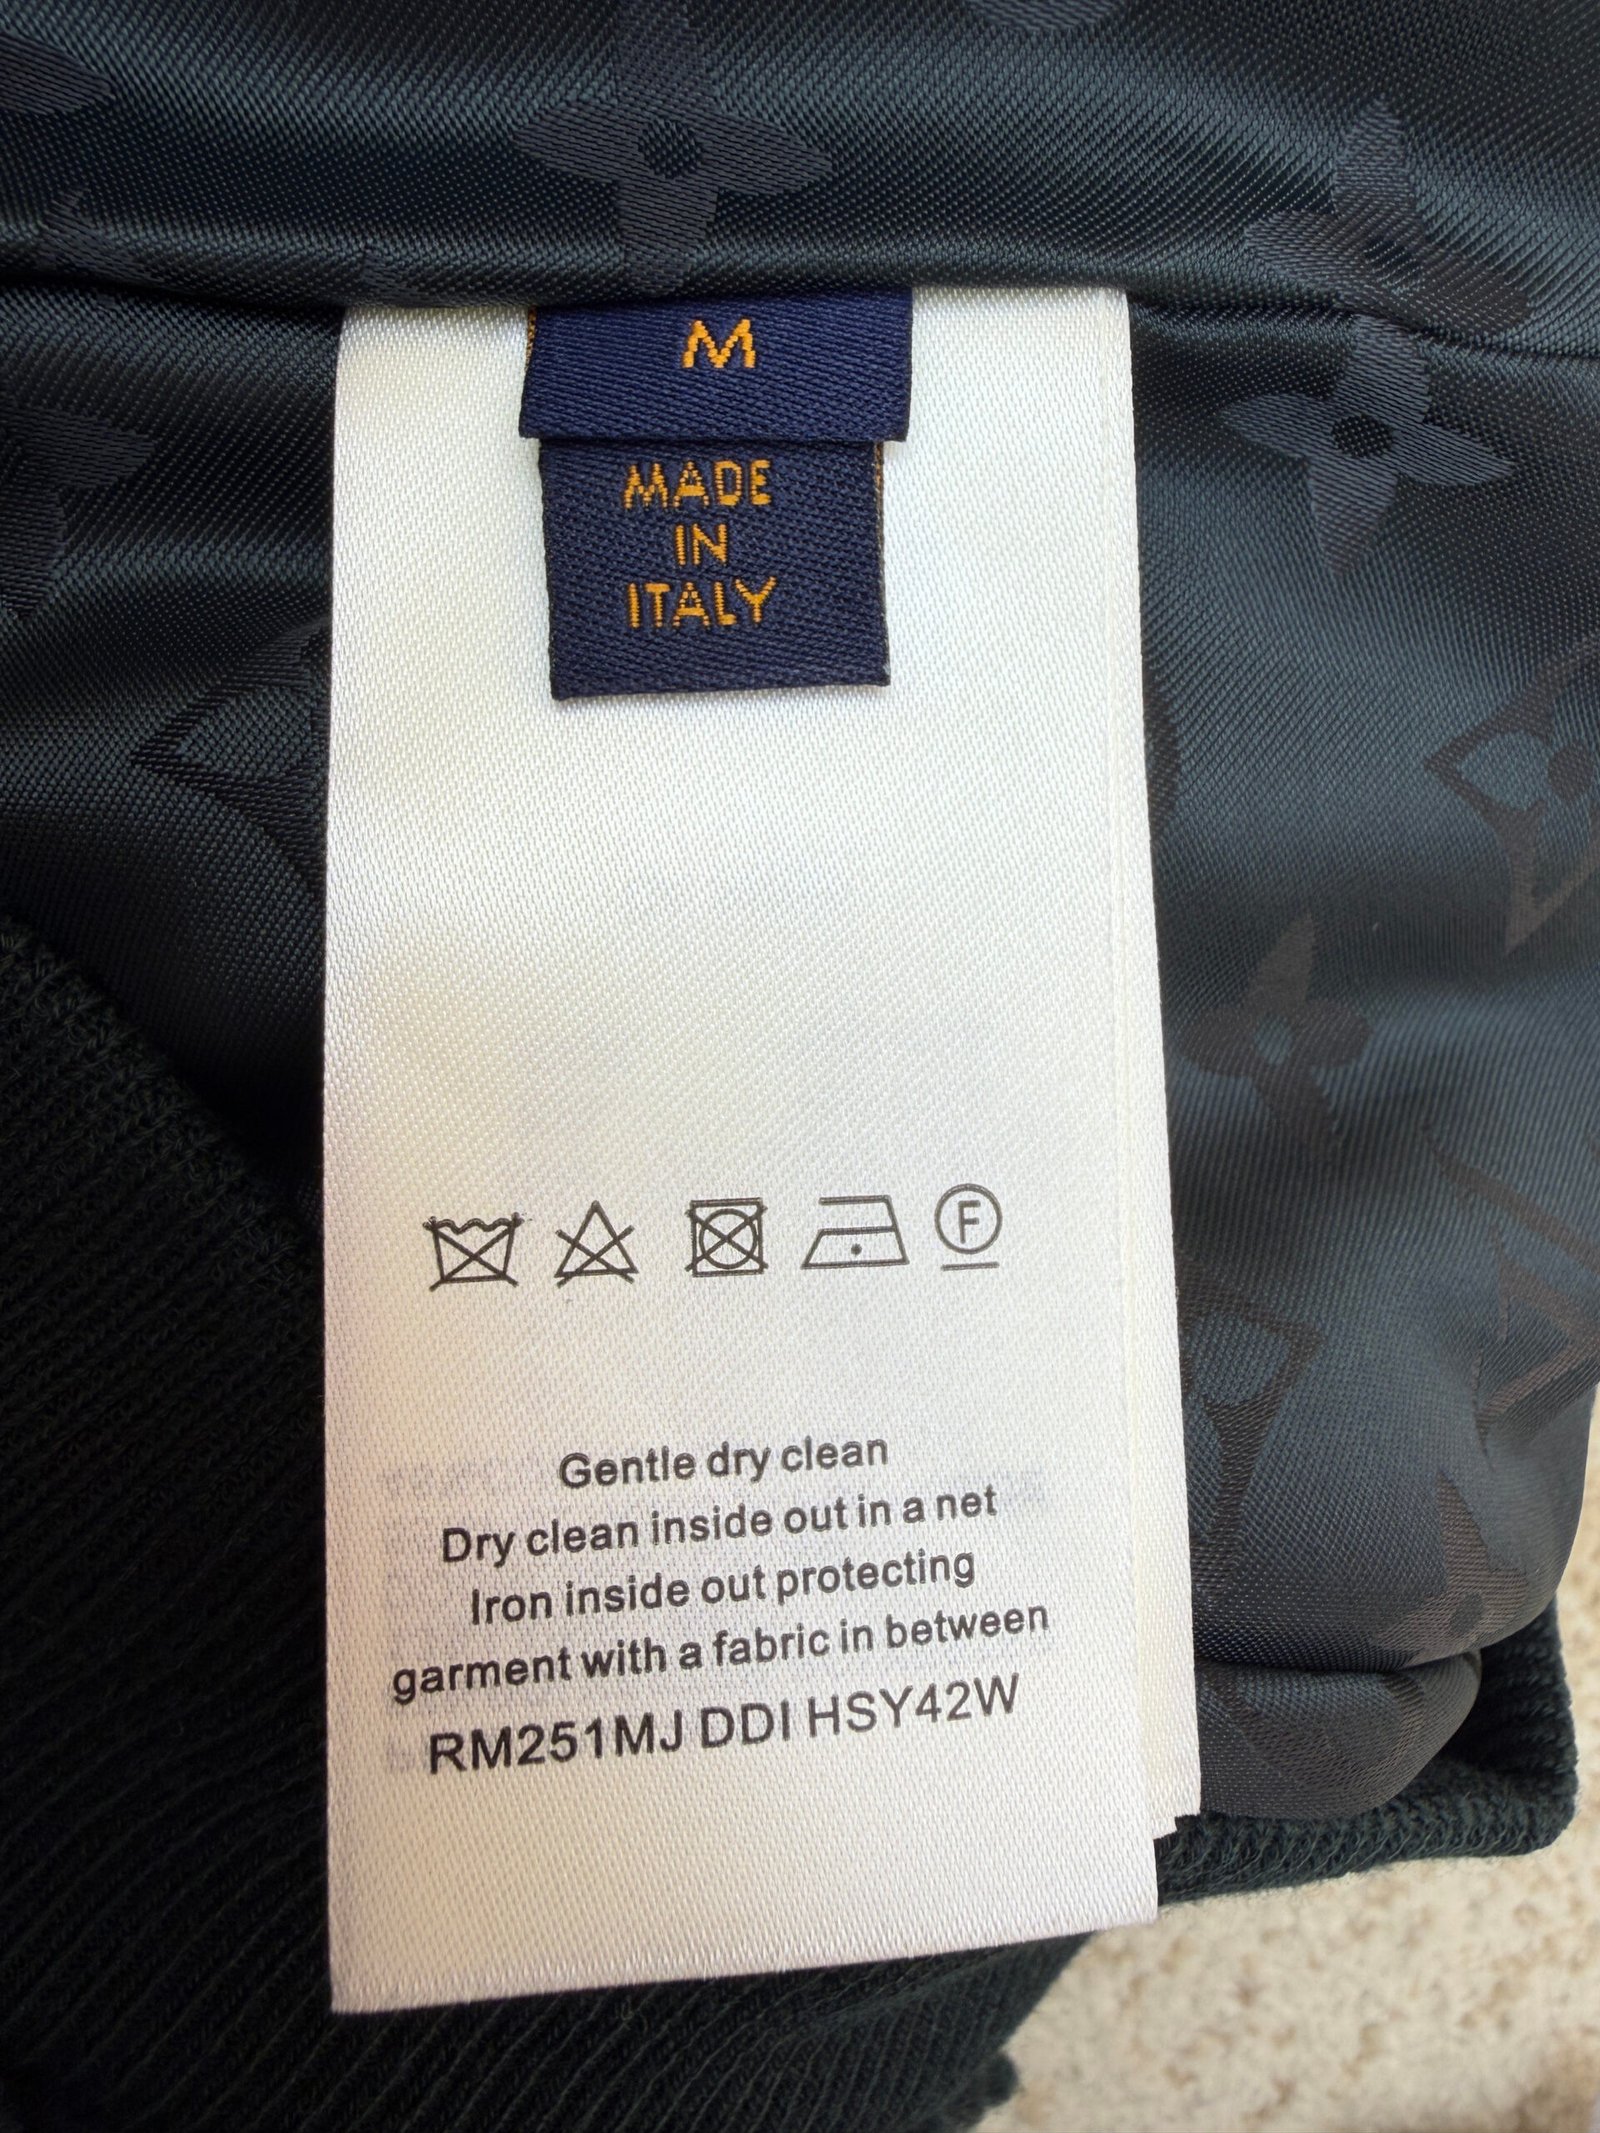 M
MADE
IN
ITALY
F
Gentle dry clean
Dry clean inside out in a net
Iron inside out protecting
garment with a fabric in between
RM251MJ DDI HSY42W